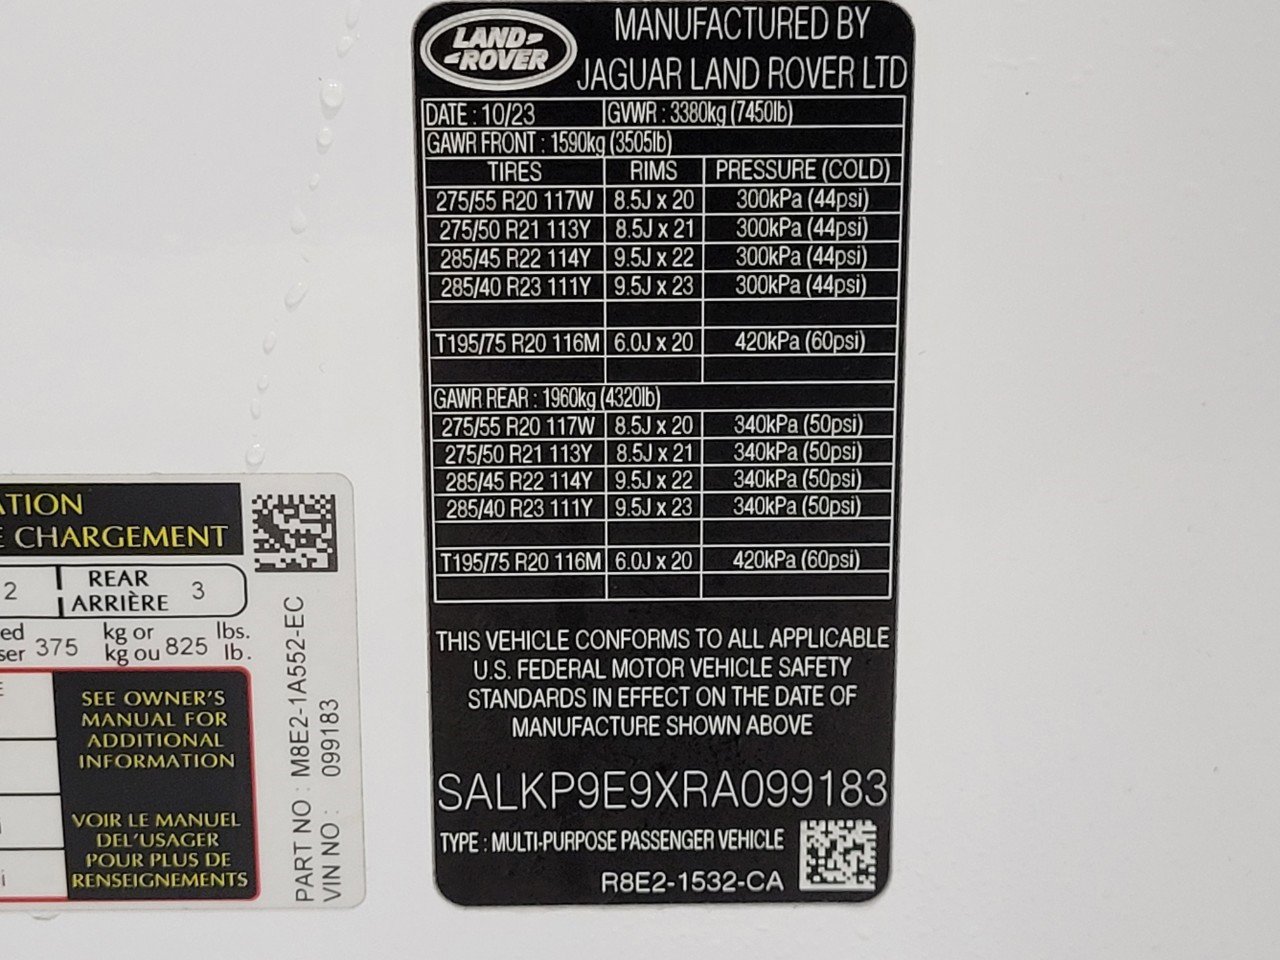 LAND
ROVER
MANUFACTURED BY
JAGUAR LAND ROVER LTD
DATE : 10/23 GVWR : 3380kg (7450lb)
GAWR FRONT : 1590kg (3505lb)
TIRES RIMS PRESSURE (COLD)
275/55 R20 117W 8.5J x 20 300kPa (44psi)
275/50 R21 113Y 8.5J x 21 300kPa (44psi)
285/45 R22 114Y 9.5J x 22 300kPa (44psi)
285/40 R23 111Y 9.5J x 23 300kPa (44psi)
T195/75 R20 116M 6.0J x 20 420kPa (60psi)
GAWR REAR : 1960kg (4320lb)
275/55 R20 117W 8.5J x 20 340kPa (50psi)
275/50 R21 113Y 8.5J x 21 340kPa (50psi)
285/45 R22 114Y 9.5J x 22 340kPa (50psi)
285/40 R23 111Y 9.5J x 23 340kPa (50psi)
T195/75 R20 116M 6.0J x 20 420kPa (60psi)
THIS VEHICLE CONFORMS TO ALL APPLICABLE
U.S. FEDERAL MOTOR VEHICLE SAFETY
STANDARDS IN EFFECT ON THE DATE OF
MANUFACTURE SHOWN ABOVE
SALKP9E9XRA099183
TYPE : MULTI-PURPOSE PASSENGER VEHICLE
R8E2-1532-CA
ATION
E CHARGEMENT
2 REAR
ARRIÈRE 3
ed 375 kg or 825 lbs.
ser kg ou lb.
SEE OWNER'S
MANUAL FOR
ADDITIONAL
INFORMATION
VOIR LE MANUEL
DEL'USAGER
POUR PLUS DE
RENSEIGNEMENTS
PART NO : M8E2-1A552-EC
VIN NO : 099183